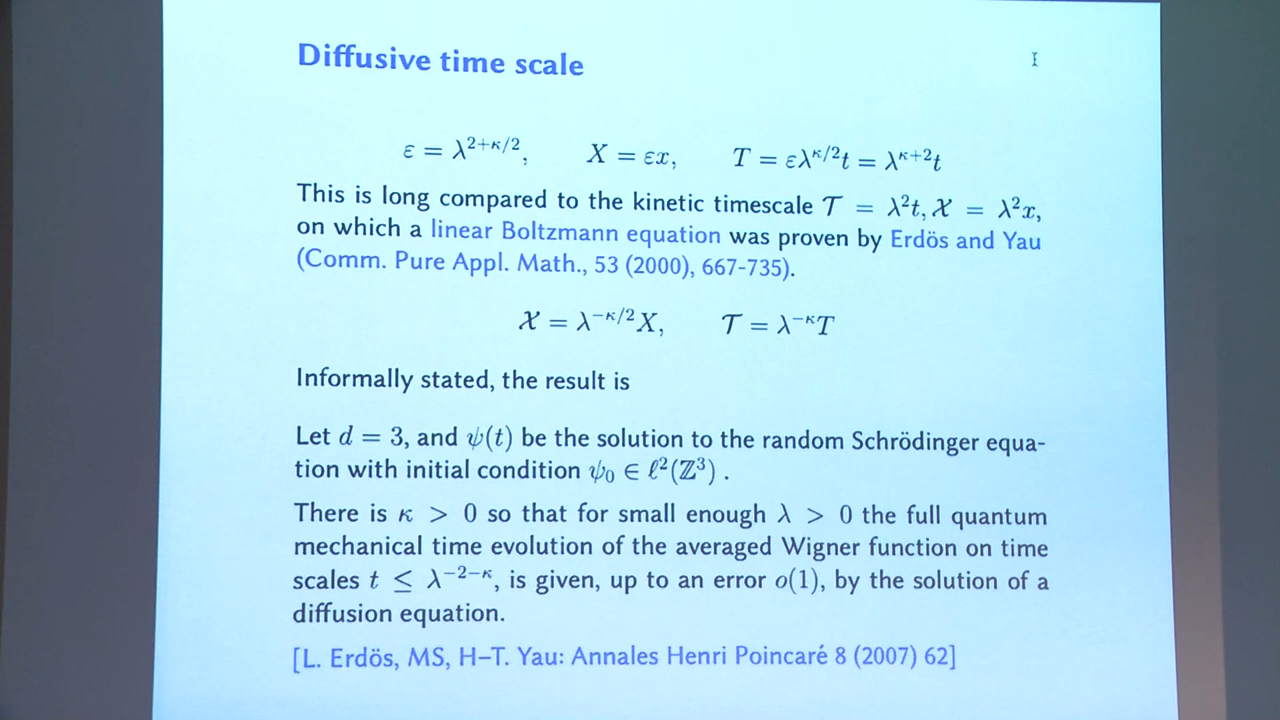 Diffusive time scale
ε = λ^{2+κ/2}, X = εx, T = ελ^{κ/2}t = λ^{κ+2}t
This is long compared to the kinetic timescale 𝒯 = λ²t, 𝒳 = λ²x,
on which a linear Boltzmann equation was proven by Erdös and Yau
(Comm. Pure Appl. Math., 53 (2000), 667-735).
𝒳 = λ^{−κ/2}X, 𝒯 = λ^{−κ}T
Informally stated, the result is
Let d = 3, and ψ(t) be the solution to the random Schrödinger equa-
tion with initial condition ψ₀ ∈ ℓ²(ℤ³) .
There is κ > 0 so that for small enough λ > 0 the full quantum
mechanical time evolution of the averaged Wigner function on time
scales t ≤ λ^{−2−κ}, is given, up to an error o(1), by the solution of a
diffusion equation.
[L. Erdös, MS, H–T. Yau: Annales Henri Poincaré 8 (2007) 62]